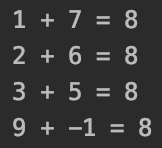 1 + 7 = 8
2 + 6 = 8
3 + 5 = 8
9 + -1 = 8